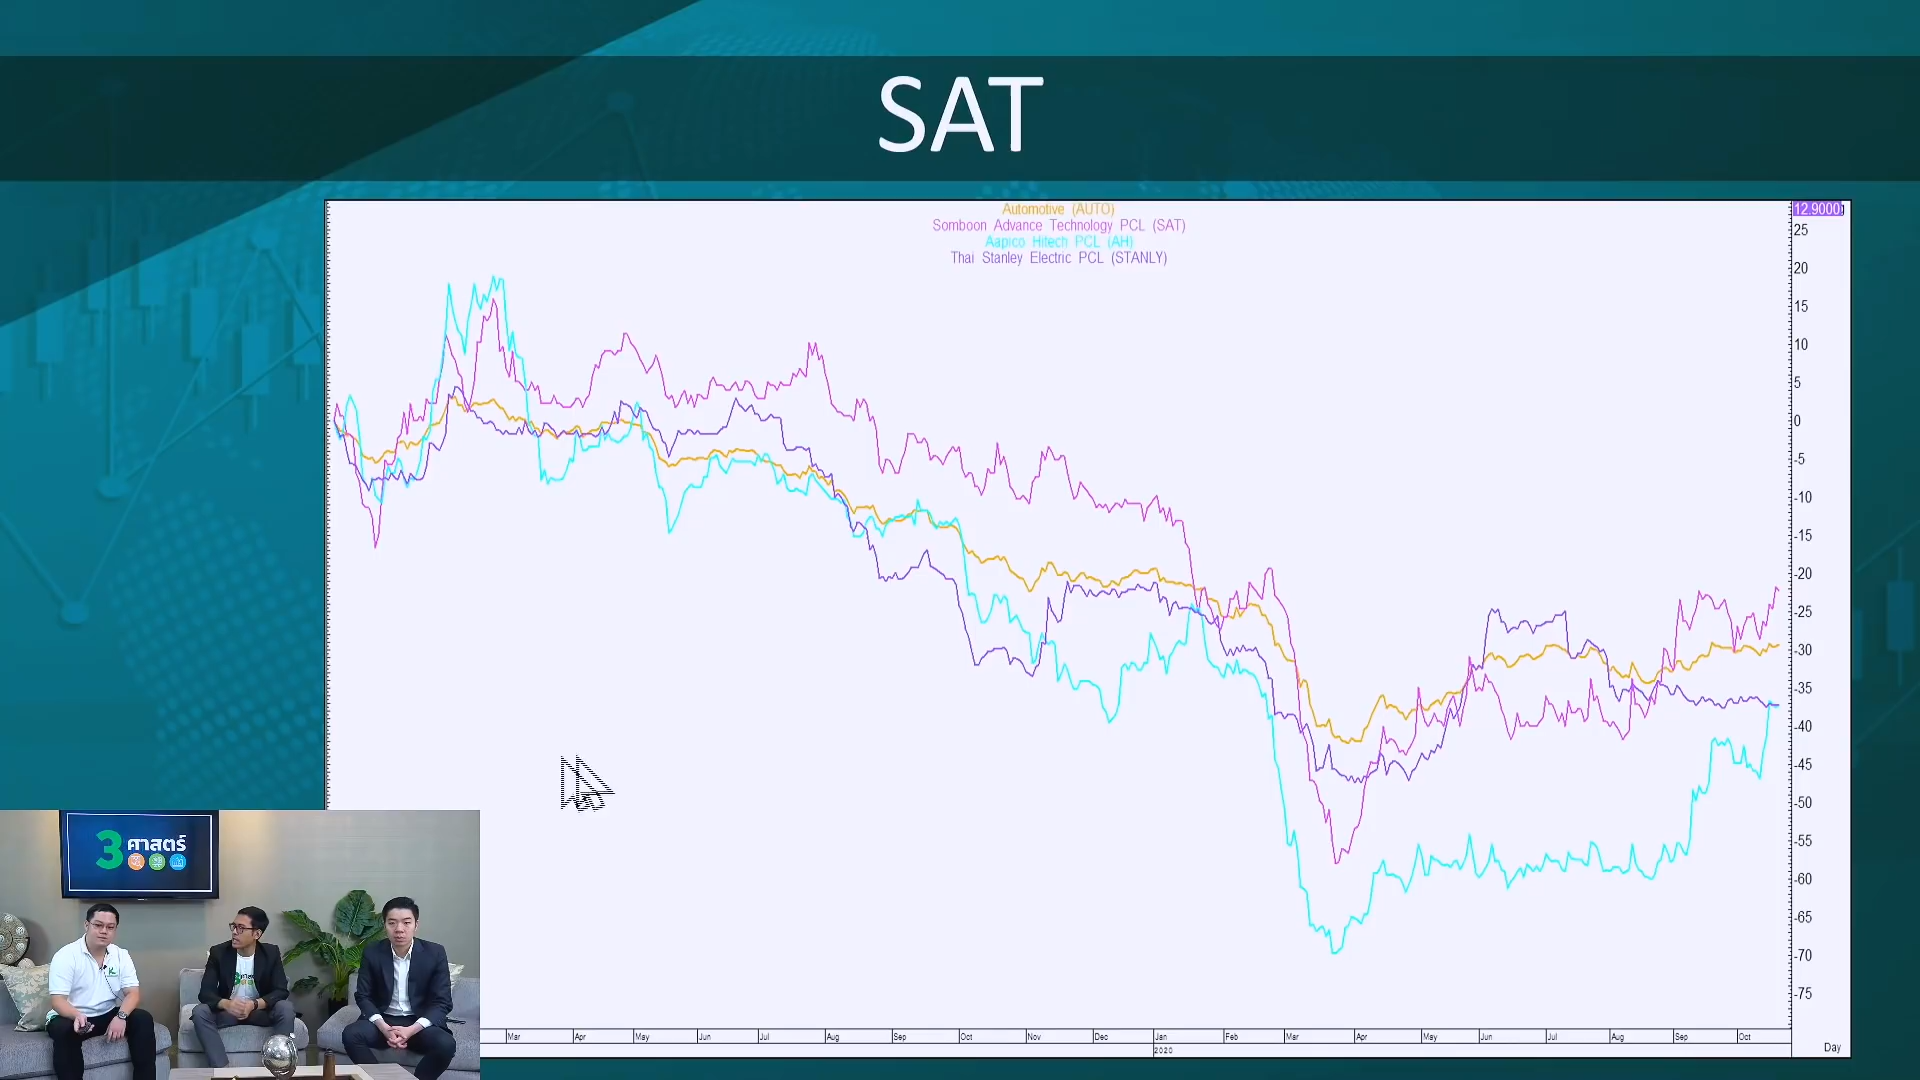 SAT
Automotive (AUTO)
Somboon Advance Technology PCL (SAT)
Aapico Hitech PCL (AH)
Thai Stanley Electric PCL (STANLY)
12.9000
25
20
15
10
5
0
-5
-10
-15
-20
-25
-30
-35
-40
-45
-50
-55
-60
-65
-70
-75
Mar Apr May Jun Jul Aug Sep Oct Nov Dec Jan Feb Mar Apr May Jun Jul Aug Sep Oct
2020
Day
3 ศาสตร์